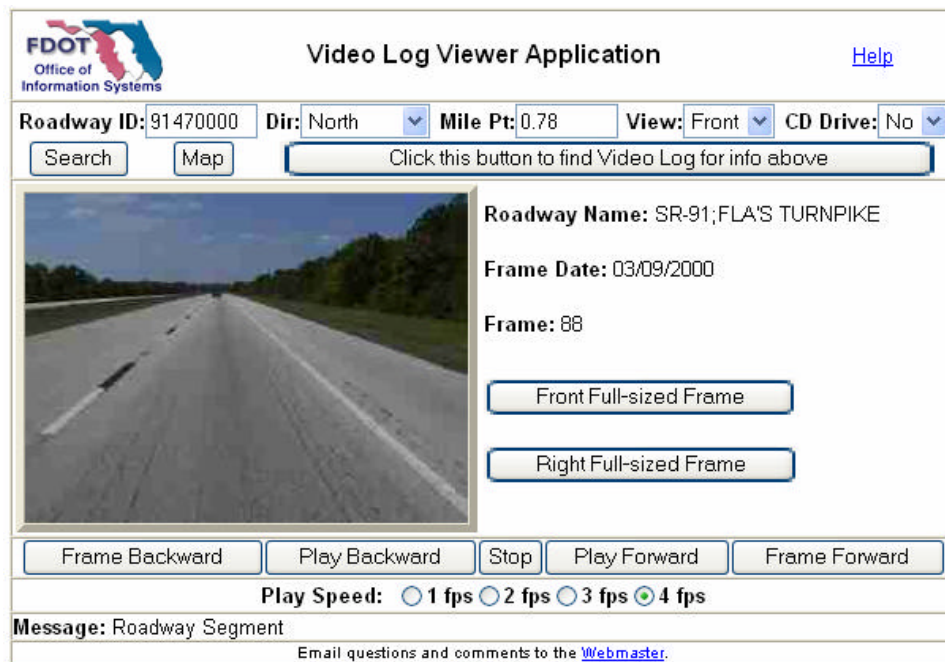 FDOT
Office of
Information Systems
Video Log Viewer Application
Help
Roadway ID: 91470000 Dir: North Mile Pt: 0.78 View: Front CD Drive: No
Search Map Click this button to find Video Log for info above
Roadway Name: SR-91;FLA'S TURNPIKE
Frame Date: 03/09/2000
Frame: 88
Front Full-sized Frame
Right Full-sized Frame
Frame Backward Play Backward Stop Play Forward Frame Forward
Play Speed: 1 fps 2 fps 3 fps 4 fps
Message: Roadway Segment
Email questions and comments to the Webmaster.